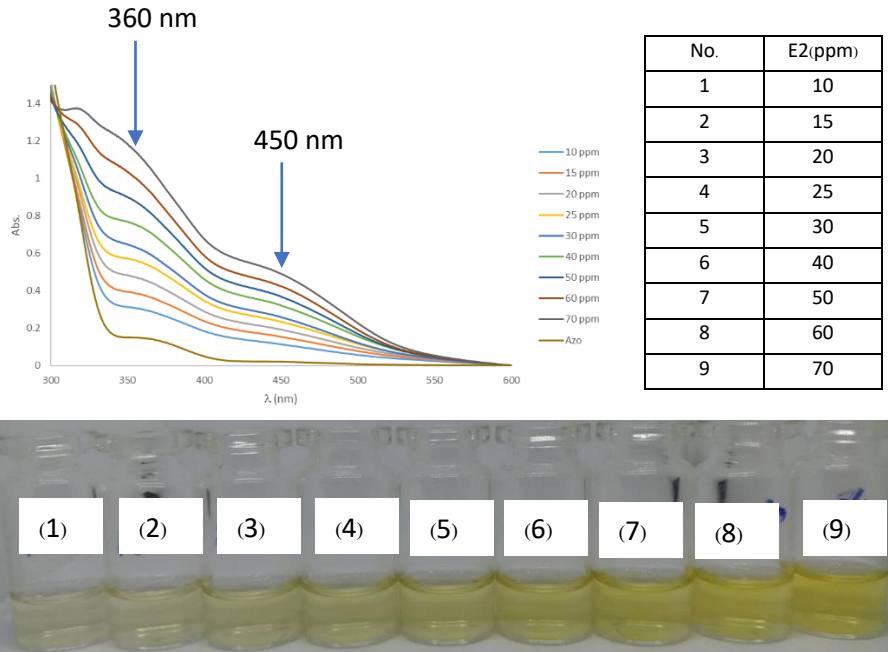 360 nm
450 nm
1.4
1.2
1
0.8
0.6
0.4
0.2
0
Abs.
300 350 400 450 500 550 600
λ (nm)
10 ppm
15 ppm
20 ppm
25 ppm
30 ppm
40 ppm
50 ppm
60 ppm
70 ppm
Azo
No. E2(ppm)
1 10
2 15
3 20
4 25
5 30
6 40
7 50
8 60
9 70
(1) (2) (3) (4) (5) (6) (7) (8) (9)